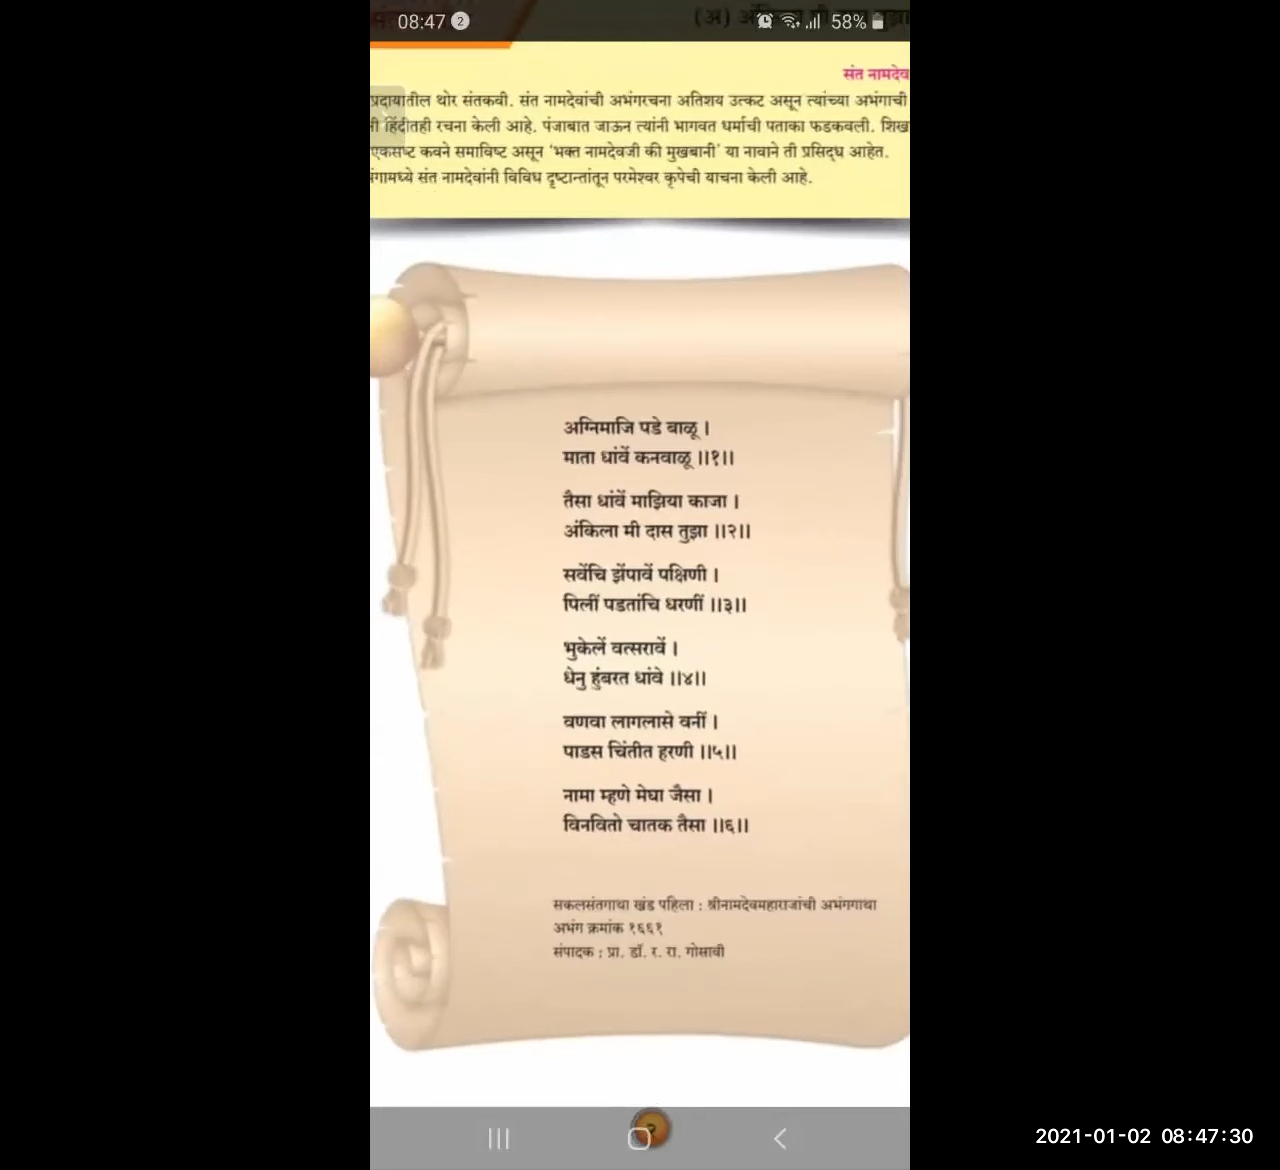 08:47 2 58%
संत नामदेव
प्रदायातील थोर संतकवी. संत नामदेवांची अभंगरचना अतिशय उत्कट असून त्यांच्या अभंगाची
नी हिंदीतही रचना केली आहे. पंजाबात जाऊन त्यांनी भागवत धर्माची पताका फडकवली. शिख
एकसष्ट कवने समाविष्ट असून ‘भक्त नामदेवजी की मुखबानी’ या नावाने ती प्रसिद्ध आहेत.
भंगामध्ये संत नामदेवांनी विविध दृष्टान्तांतून परमेश्वर कृपेची याचना केली आहे.
अग्निमाजि पडे बाळू ।
माता धांवें कनवाळू ।।१।।
तैसा धांवें माझिया काजा ।
अंकिला मी दास तुझा ।।२।।
सवेंचि झेंपावें पक्षिणी ।
पिलीं पडतांचि धरणीं ।।३।।
भुकेलें वत्सरावें ।
धेनु हुंबरत धांवे ।।४।।
वणवा लागलासे वनीं ।
पाडस चिंतीत हरणी ।।५।।
नामा म्हणे मेघा जैसा ।
विनवितो चातक तैसा ।।६।।
सकलसंतगाथा खंड पहिला : श्रीनामदेवमहाराजांची अभंगगाथा
अभंग क्रमांक १६६१
संपादक : प्रा. डॉ. र. रा. गोसावी
2021-01-02 08:47:30